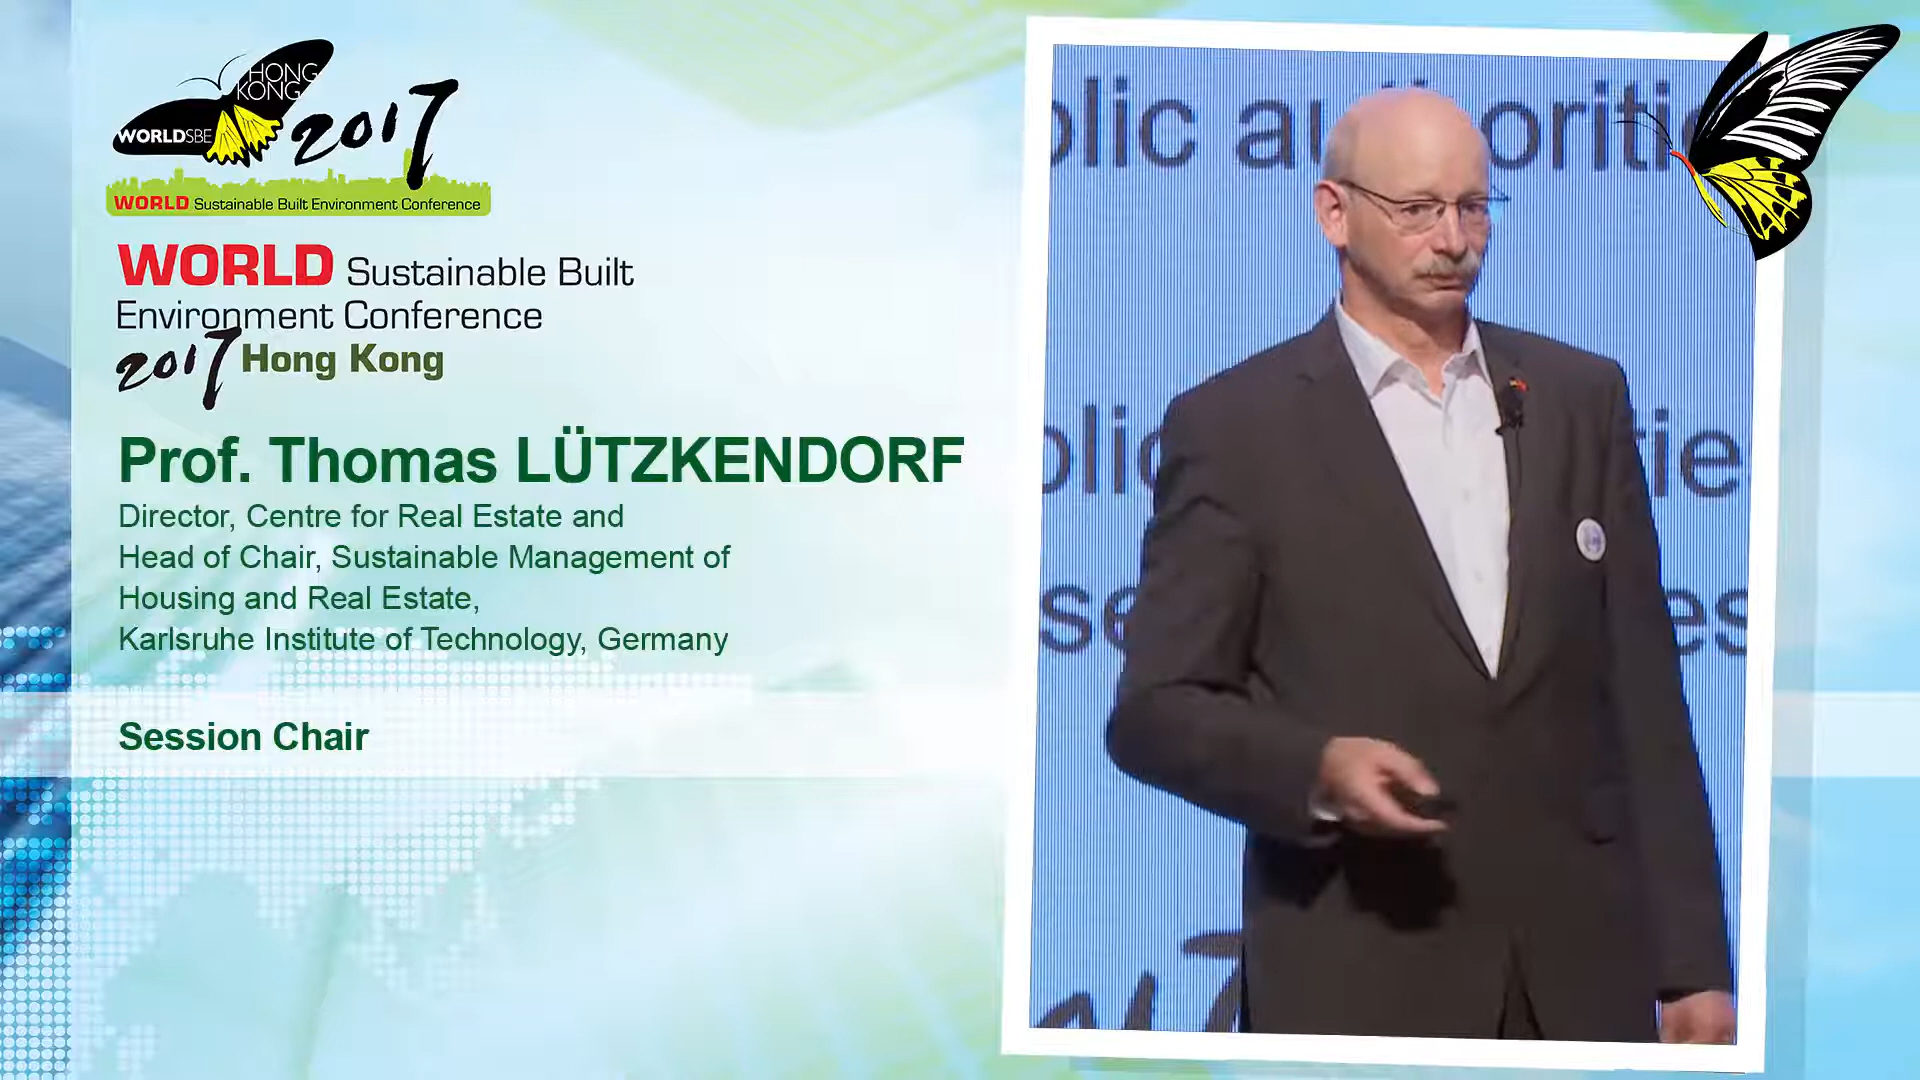 HONG
KONG
WORLDSBE
2017
WORLD Sustainable Built Environment Conference
WORLD Sustainable Built
Environment Conference
2017 Hong Kong
Prof. Thomas LÜTZKENDORF
Director, Centre for Real Estate and
Head of Chair, Sustainable Management of
Housing and Real Estate,
Karlsruhe Institute of Technology, Germany
Session Chair